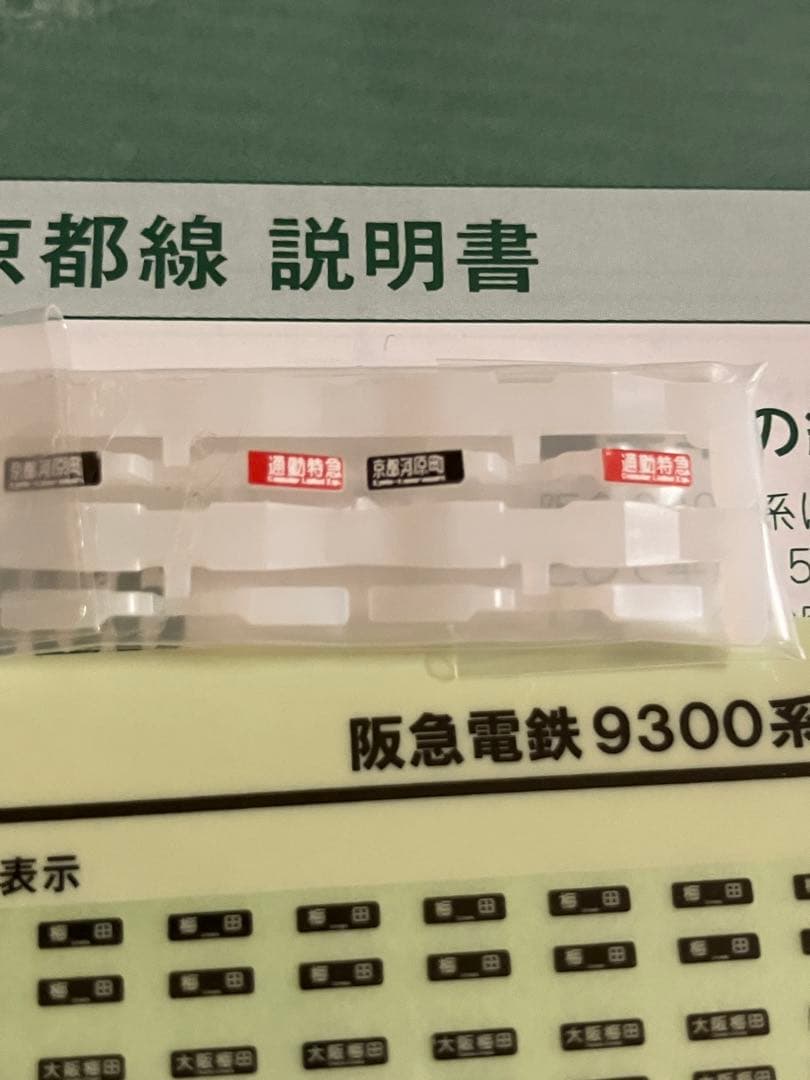 京都線 説明書
の
京都河原町 通勤特急 京都河原町 通勤特急
系
5
阪急電鉄9300系
表示
梅田 梅田 梅田 梅田 梅田 梅田
梅田 梅田 梅田 梅田 梅田 梅田
大阪梅田 大阪梅田 大阪梅田 大阪梅田 大阪梅田 大阪梅田